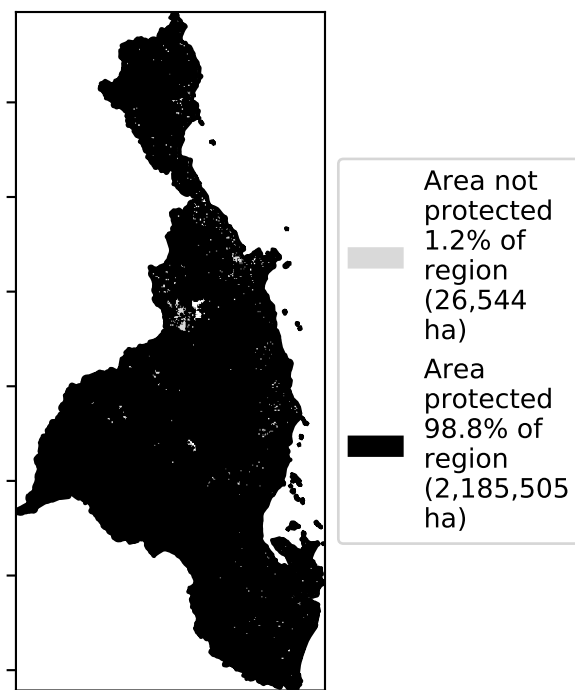 Area not
protected
1.2% of
region
(26,544
ha)
Area
protected
98.8% of
region
(2,185,505
ha)